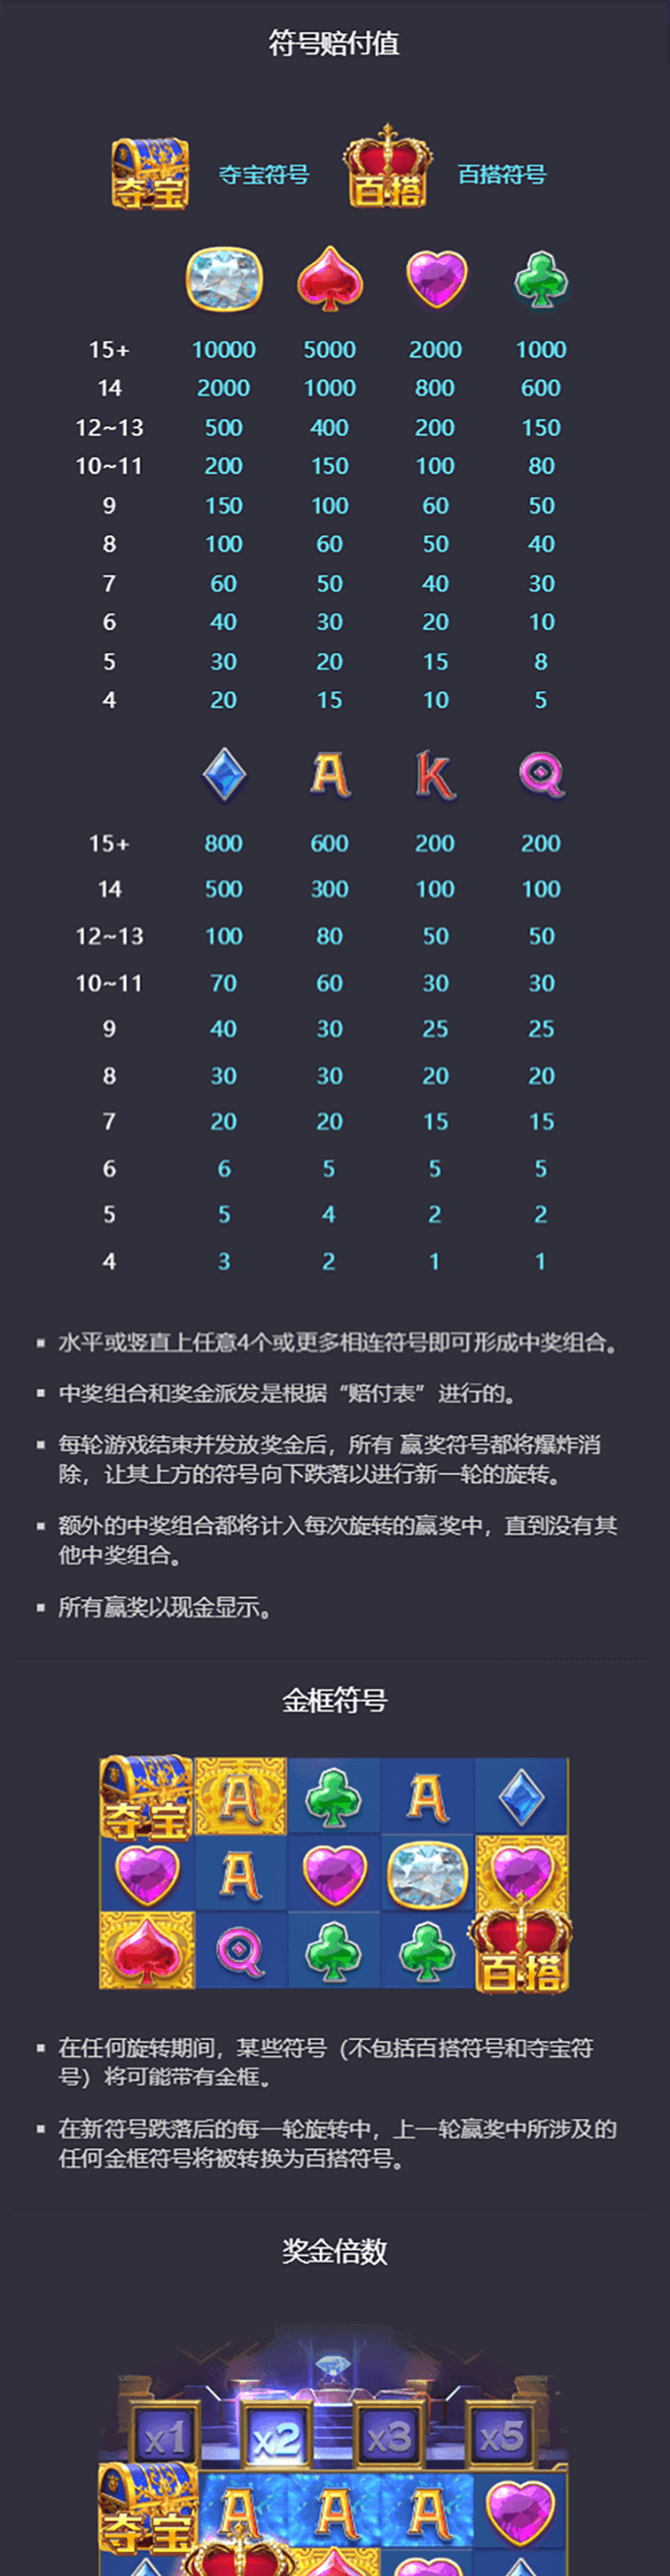 符号赔付值
夺宝 夺宝符号 百搭 百搭符号
15+ 10000 5000 2000 1000
14 2000 1000 800 600
12~13 500 400 200 150
10~11 200 150 100 80
9 150 100 60 50
8 100 60 50 40
7 60 50 40 30
6 40 30 20 10
5 30 20 15 8
4 20 15 10 5
A K Q
15+ 800 600 200 200
14 500 300 100 100
12~13 100 80 50 50
10~11 70 60 30 30
9 40 30 25 25
8 30 30 20 20
7 20 20 15 15
6 6 5 5 5
5 5 4 2 2
4 3 2 1 1
水平或竖直上任意4个或更多相连符号即可形成中奖组合。
中奖组合和奖金派发是根据“赔付表”进行的。
每轮游戏结束并发放奖金后，所有 赢奖符号都将爆炸消
除，让其上方的符号向下跌落以进行新一轮的旋转。
额外的中奖组合都将计入每次旋转的赢奖中，直到没有其
他中奖组合。
所有赢奖以现金显示。
金框符号
夺宝 A A
A
Q 百搭
在任何旋转期间，某些符号（不包括百搭符号和夺宝符
号）将可能带有金框。
在新符号跌落后的每一轮旋转中，上一轮赢奖中所涉及的
任何金框符号将被转换为百搭符号。
奖金倍数
x1 x2 x3 x5
夺宝 A A A